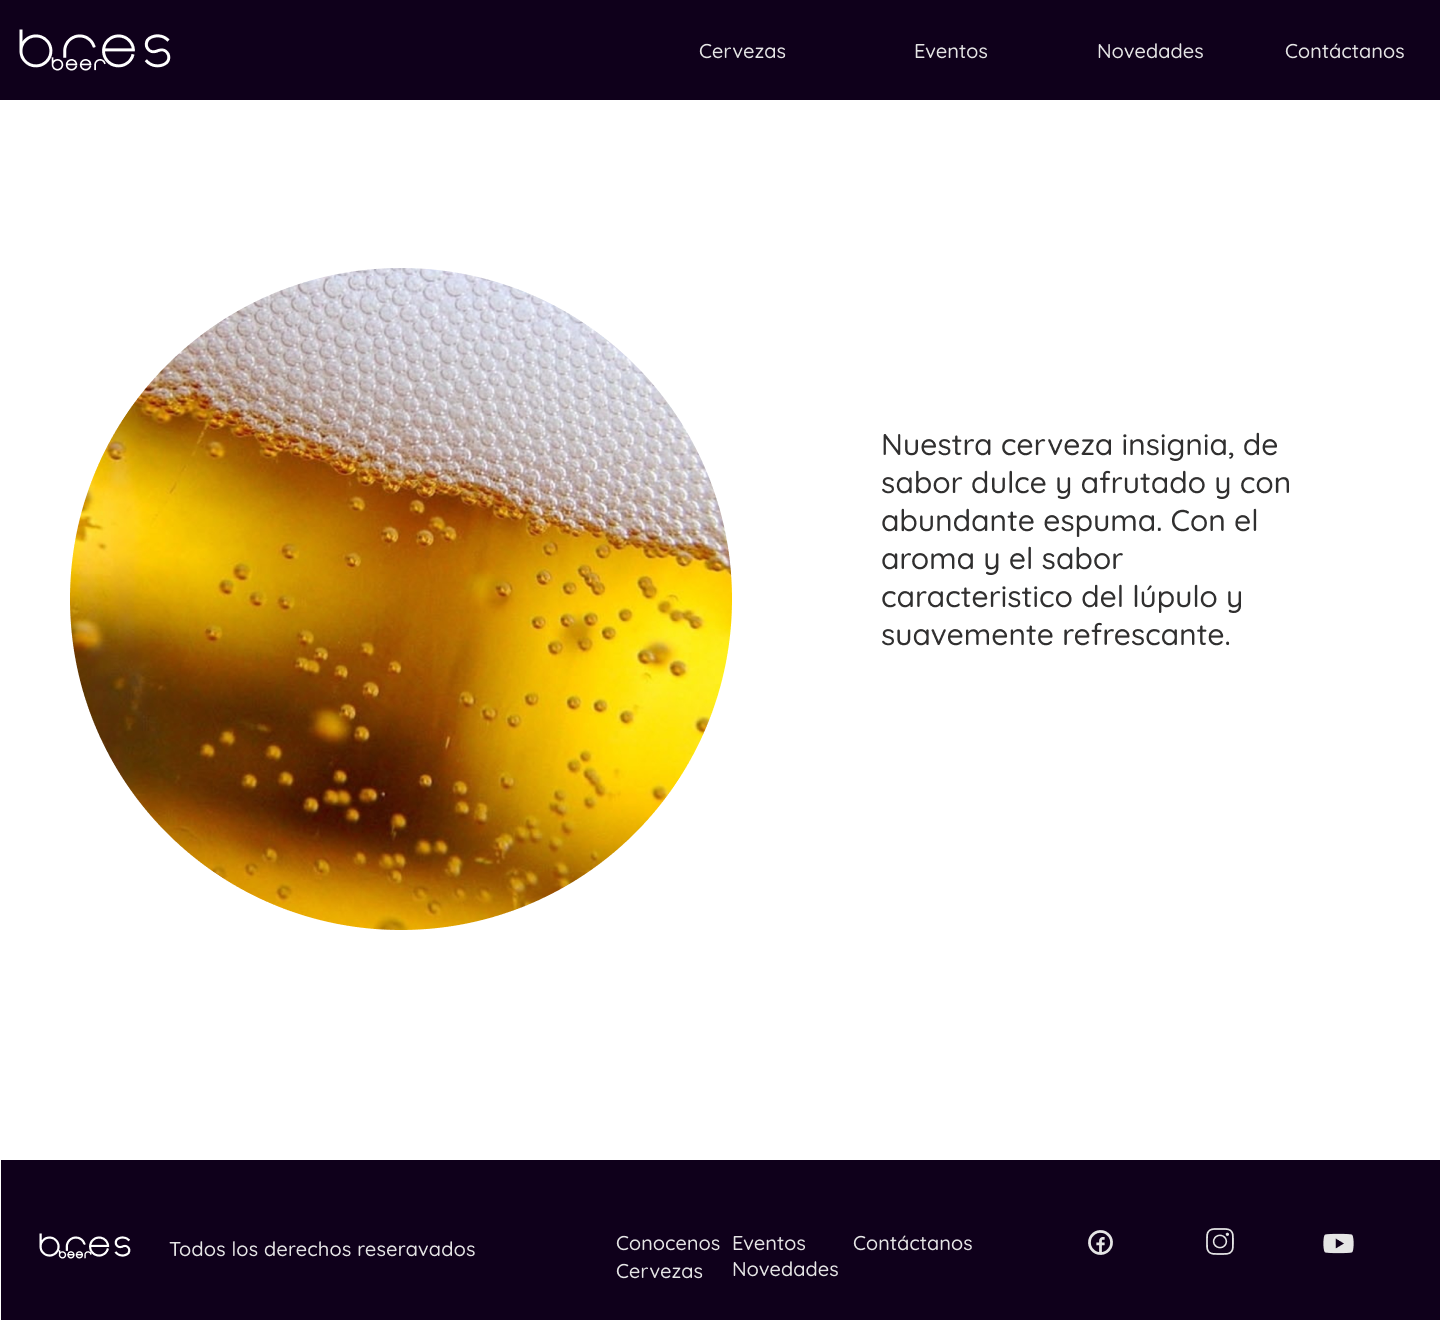 bres
beer
Cervezas Eventos Novedades Contáctanos
Nuestra cerveza insignia, de
sabor dulce y afrutado y con
abundante espuma. Con el
aroma y el sabor
caracteristico del lúpulo y
suavemente refrescante.
bres
beer
Todos los derechos reseravados
Conocenos Eventos Contáctanos
Cervezas Novedades